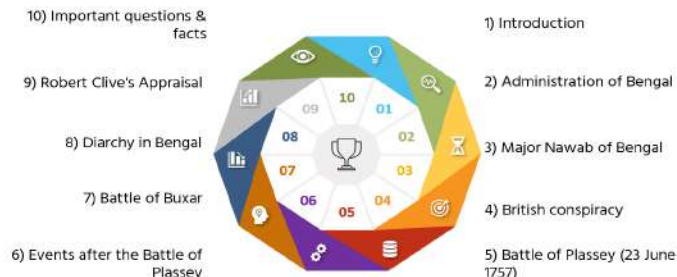 10) Important questions &
facts
9) Robert Clive's Appraisal
8) Diarchy in Bengal
7) Battle of Buxar
6) Events after the Battle of
Plassey
1) Introduction
2) Administration of Bengal
3) Major Nawab of Bengal
4) British conspiracy
5) Battle of Plassey (23 June
1757)
10
01
02
03
04
05
06
07
08
09